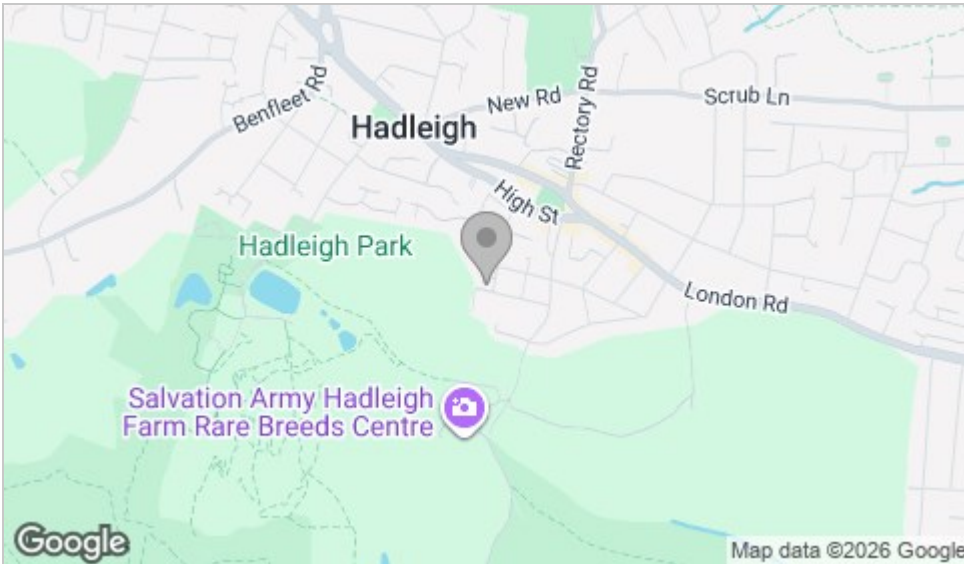 Benfleet Rd
New Rd
Scrub Ln
Hadleigh
Rectory Rd
High St
Hadleigh Park
London Rd
Salvation Army Hadleigh
Farm Rare Breeds Centre
Google
Map data ©2026 Google